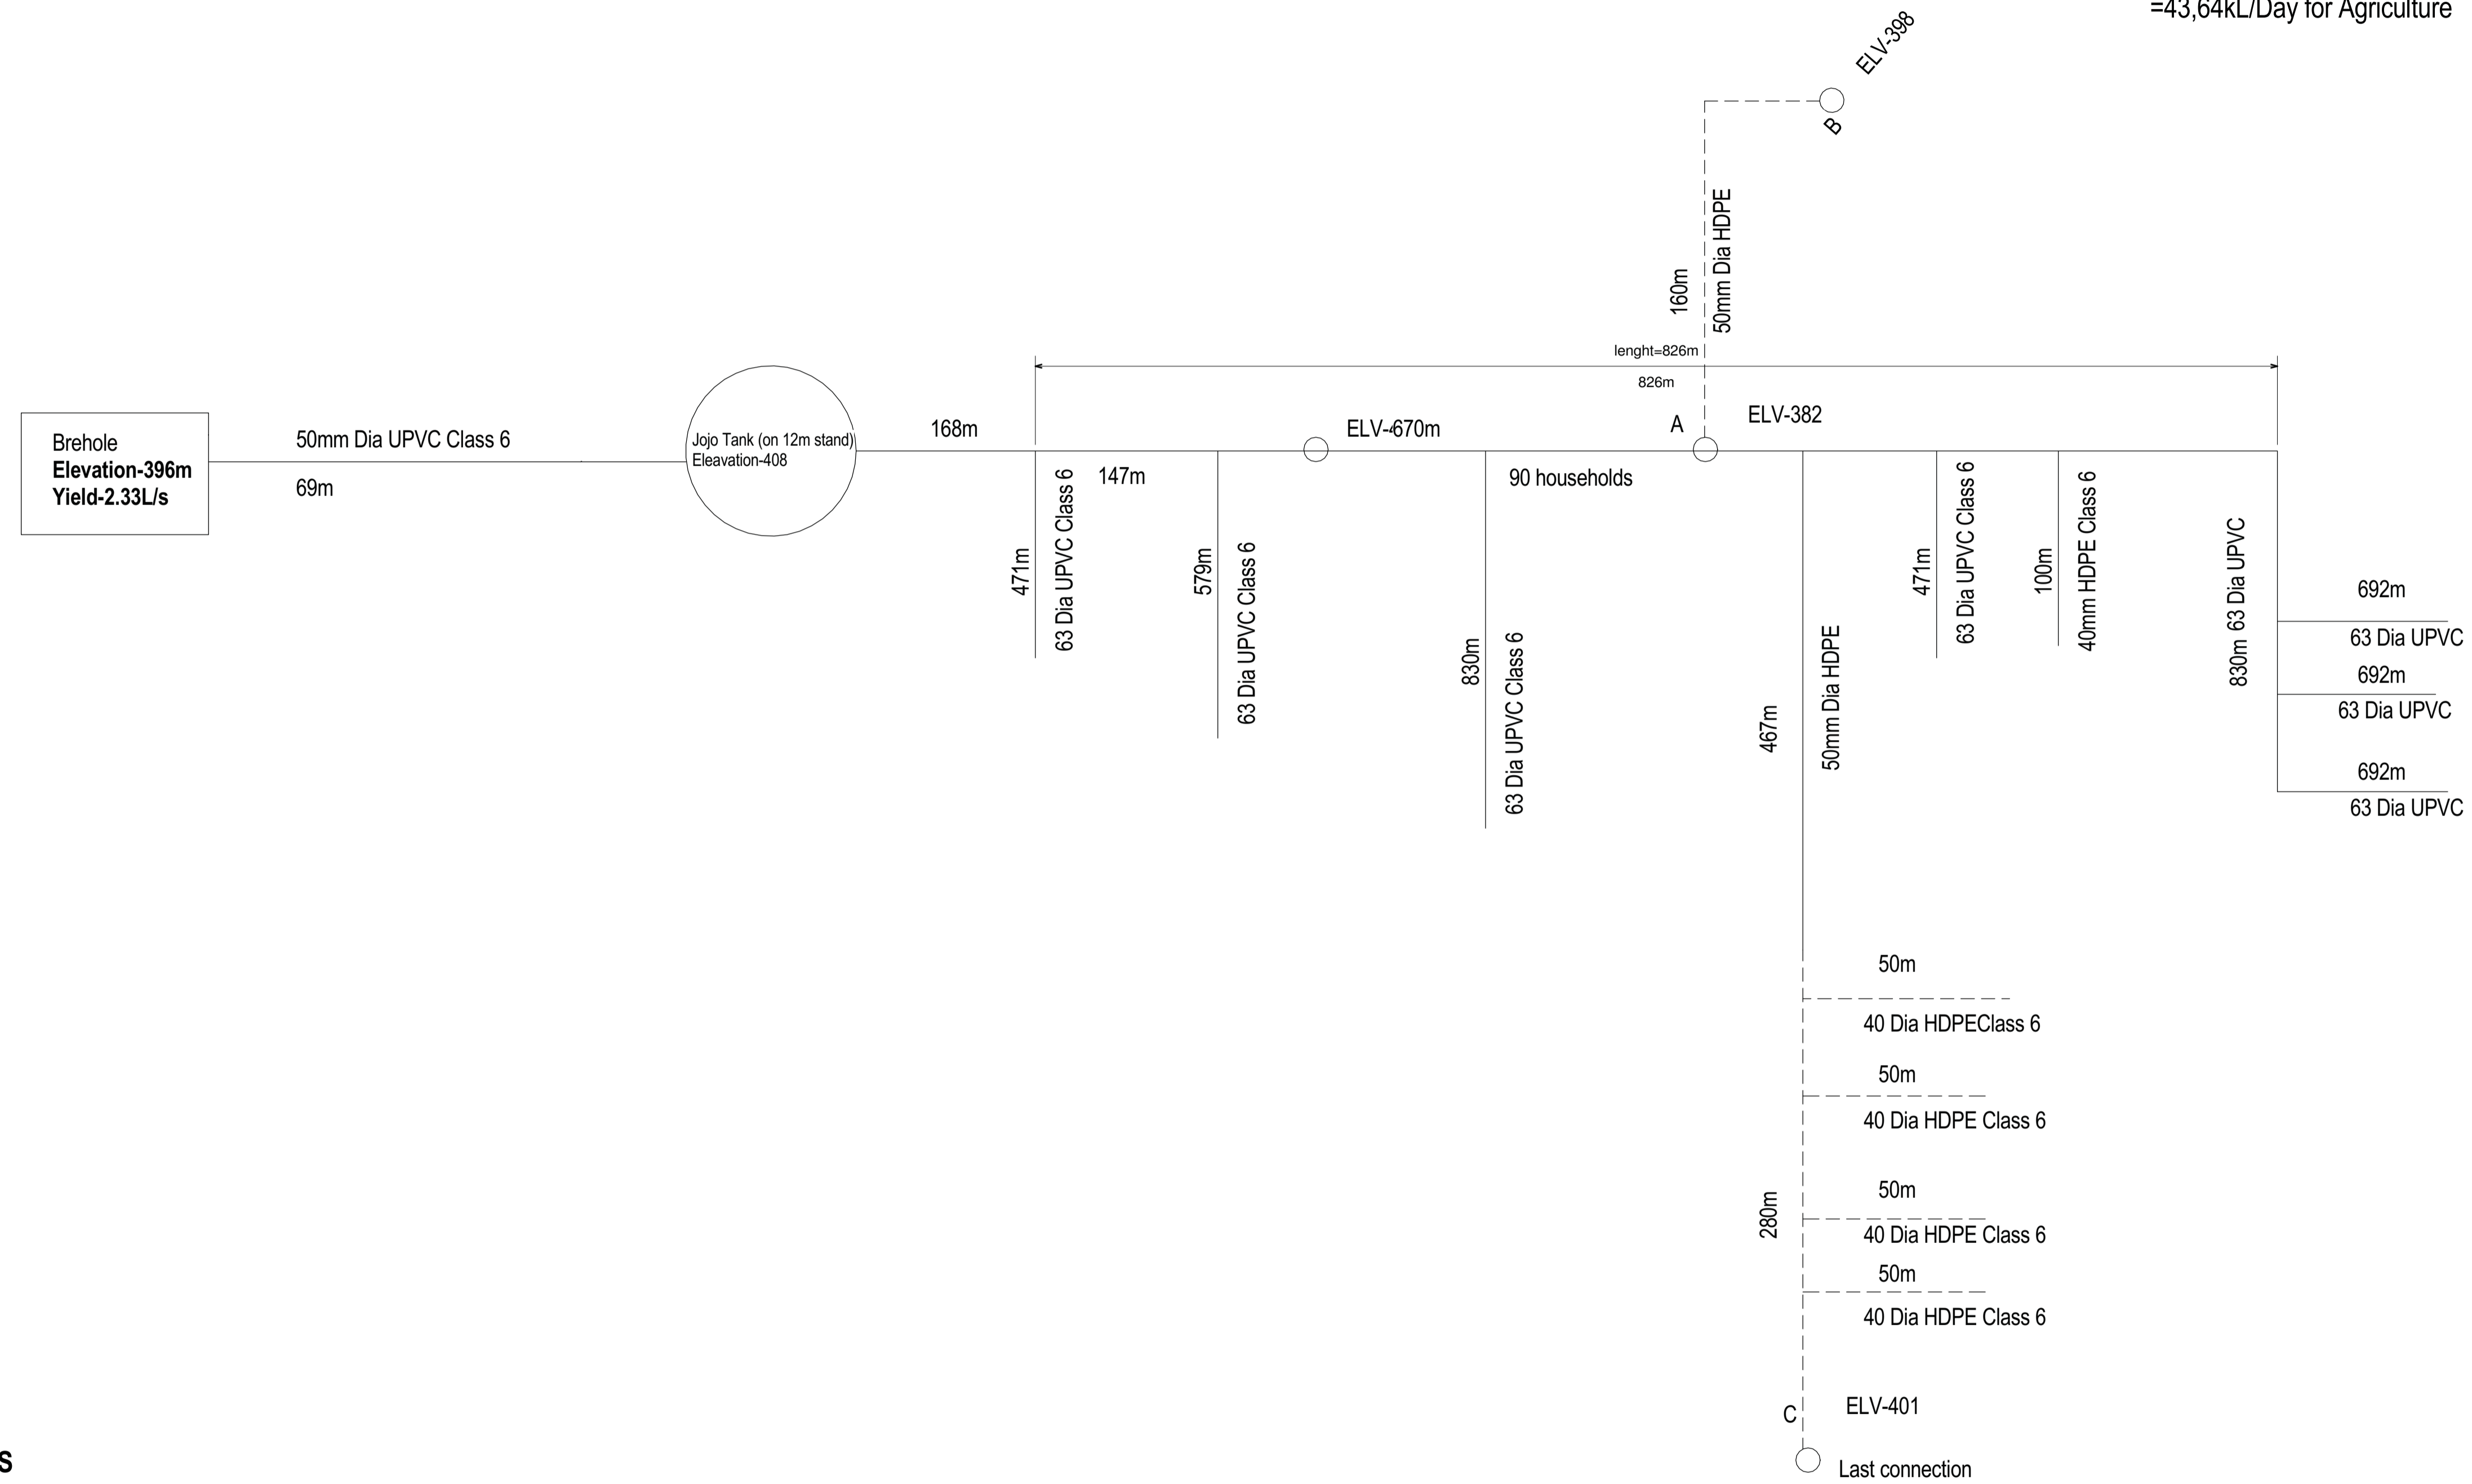 =43,64kL/Day for Agriculture
ELV-398
B
160m
50mm Dia HDPE
lenght=826m
826m
ELV-382
A
Brehole
Elevation-396m
Yield-2.33L/s
50mm Dia UPVC Class 6
69m
Jojo Tank (on 12m stand)
Eleavation-408
168m
147m
90 households
471m
63 Dia UPVC Class 6
579m
63 Dia UPVC Class 6
830m
63 Dia UPVC Class 6
467m
50mm Dia HDPE
471m
63 Dia UPVC Class 6
100m
40mm HDPE Class 6
830m 63 Dia UPVC
692m
63 Dia UPVC
692m
63 Dia UPVC
692m
63 Dia UPVC
50m
40 Dia HDPEClass 6
50m
40 Dia HDPE Class 6
50m
40 Dia HDPE Class 6
50m
40 Dia HDPE Class 6
280m
C
ELV-401
Last connection
s